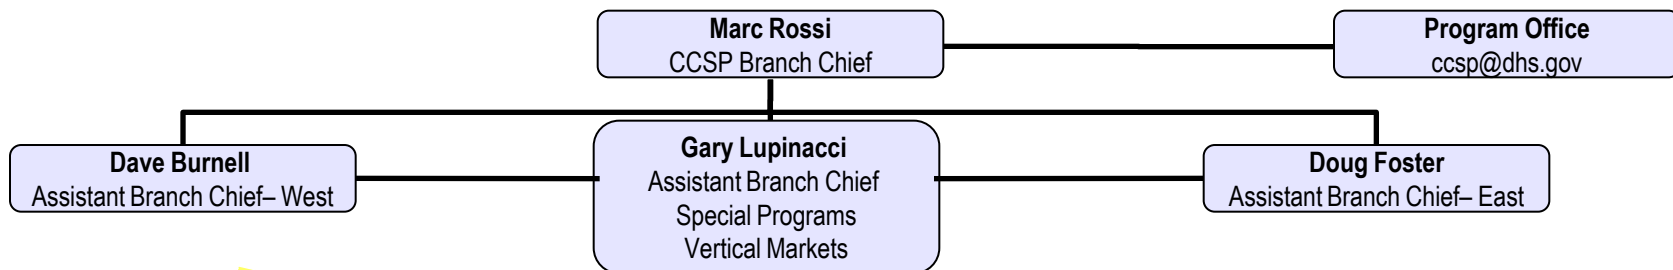 Marc Rossi
CCSP Branch Chief
Program Office
ccsp@dhs.gov
Dave Burnell
Assistant Branch Chief– West
Gary Lupinacci
Assistant Branch Chief
Special Programs
Vertical Markets
Doug Foster
Assistant Branch Chief– East